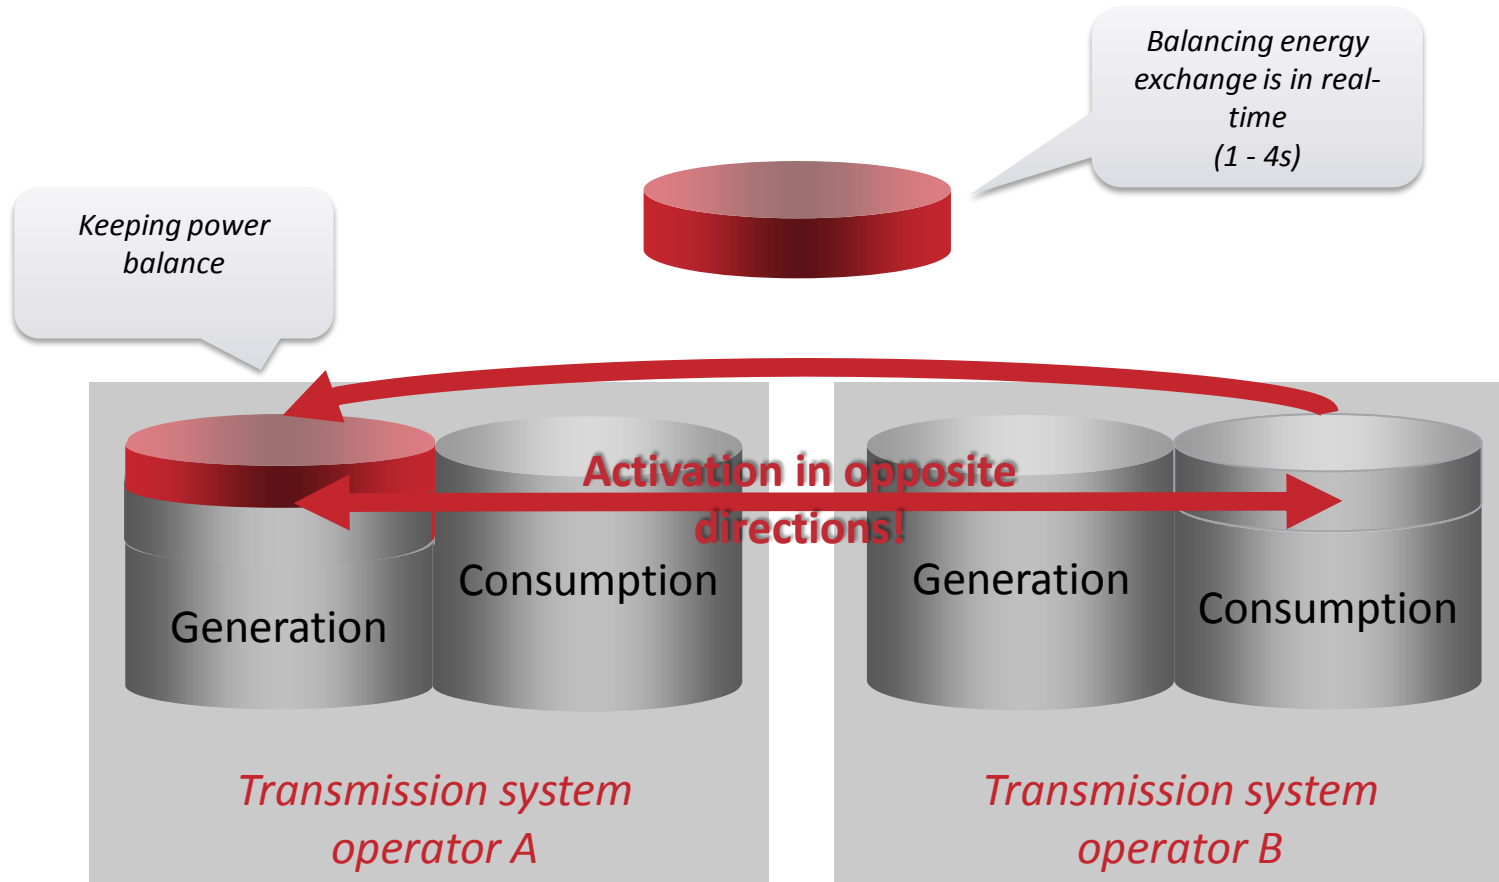 Balancing energy
exchange is in real-
time
(1 - 4s)
Keeping power
balance
Activation in opposite
directions!
Generation
Consumption
Generation
Consumption
Transmission system
operator A
Transmission system
operator B